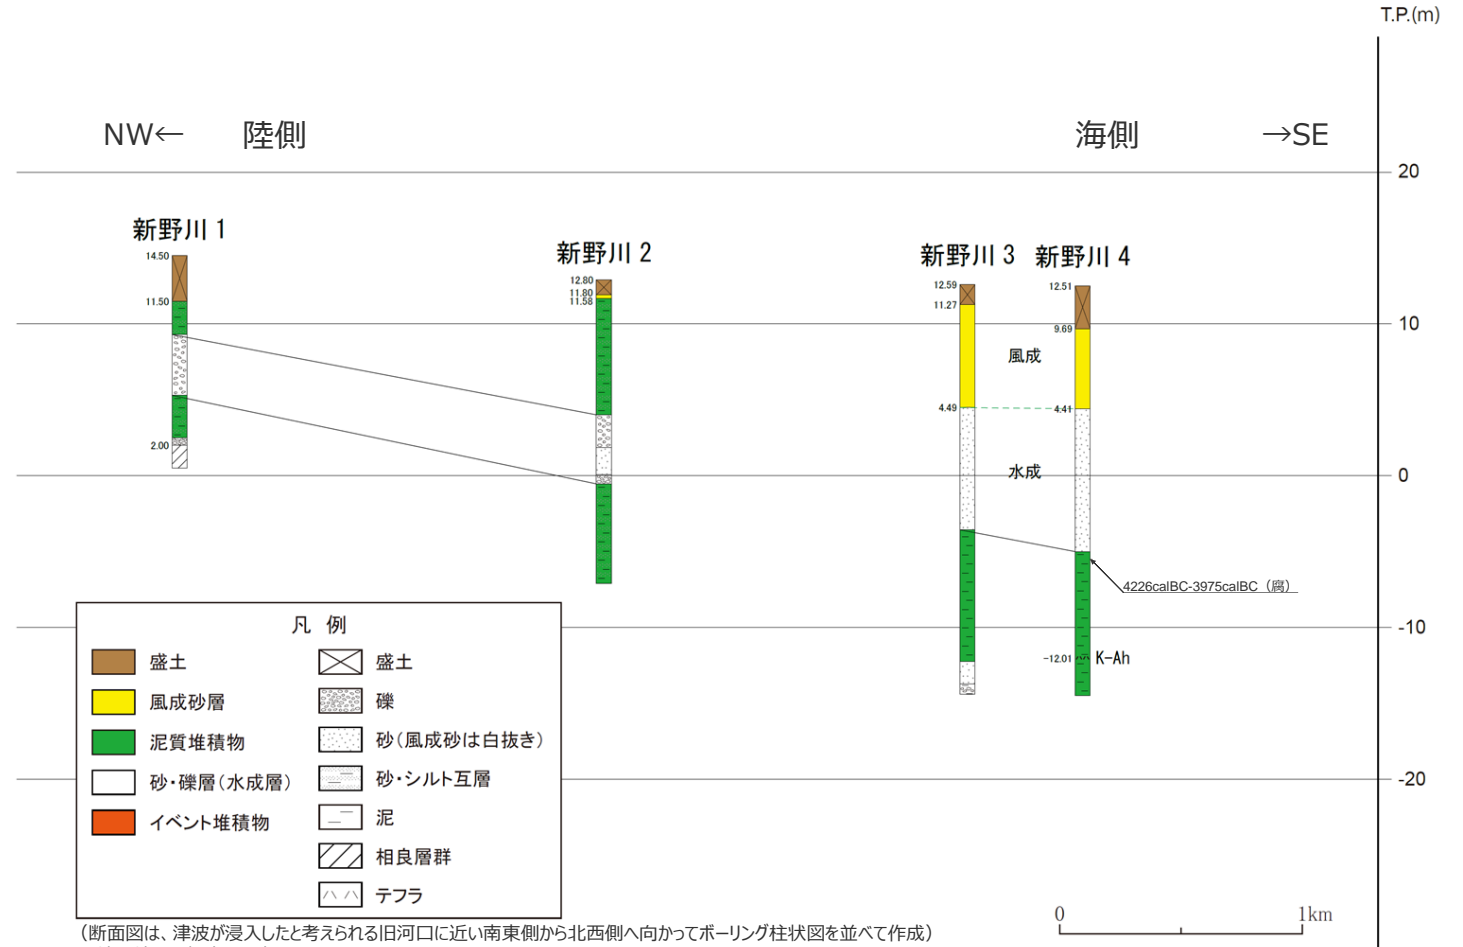 T.P.(m)
NW← 陸側 海側 →SE
20
新野川1
新野川2
新野川3 新野川4
14.50
12.80
11.80
11.58
12.59
11.27
12.51
11.50
10
9.69
風成
4.49
4.41
2.00
0
水成
4226calBC-3975calBC（腐）
-10
-12.01
K-Ah
-20
凡 例
盛土
風成砂層
泥質堆積物
砂・礫層(水成層)
イベント堆積物
盛土
礫
砂(風成砂は白抜き)
砂・シルト互層
泥
相良層群
テフラ
0 1km
（断面図は、津波が浸入したと考えられる旧河口に近い南東側から北西側へ向かってボーリング柱状図を並べて作成）